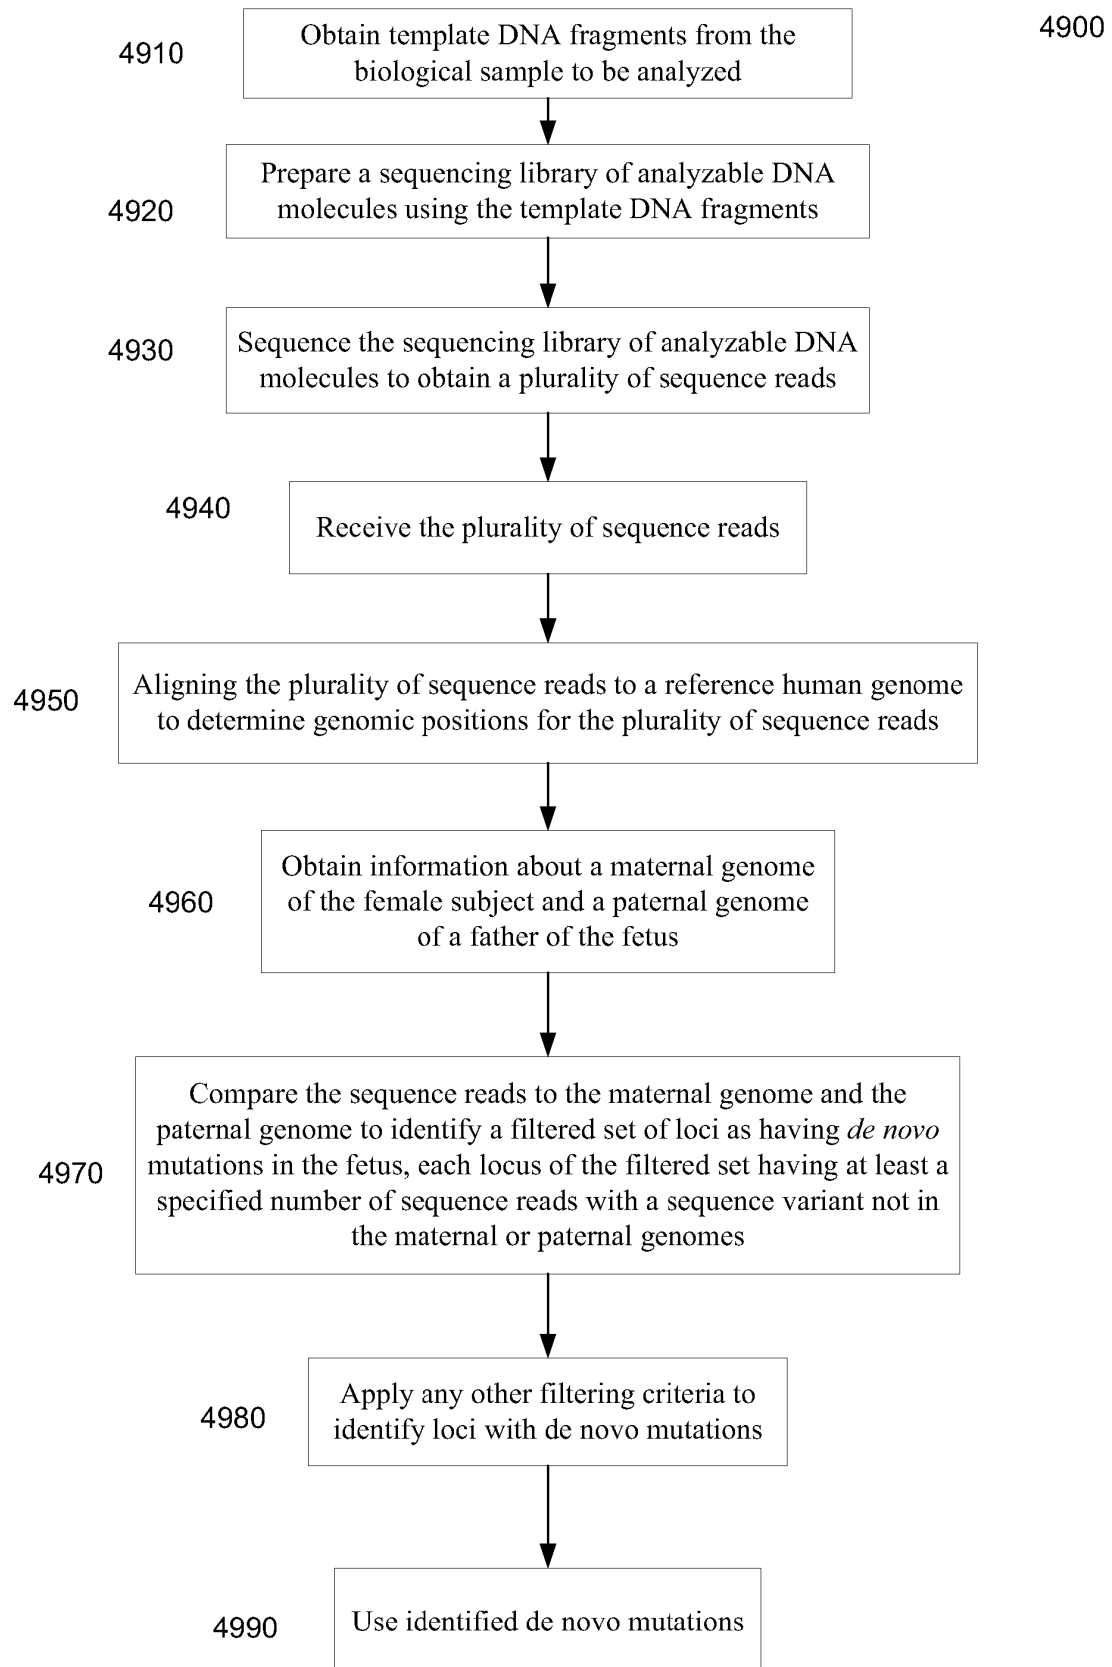 4900
4910
Obtain template DNA fragments from the
biological sample to be analyzed
4920
Prepare a sequencing library of analyzable DNA
molecules using the template DNA fragments
4930
Sequence the sequencing library of analyzable DNA
molecules to obtain a plurality of sequence reads
4940
Receive the plurality of sequence reads
4950
Aligning the plurality of sequence reads to a reference human genome
to determine genomic positions for the plurality of sequence reads
4960
Obtain information about a maternal genome
of the female subject and a paternal genome
of a father of the fetus
4970
Compare the sequence reads to the maternal genome and the
paternal genome to identify a filtered set of loci as having de novo
mutations in the fetus, each locus of the filtered set having at least a
specified number of sequence reads with a sequence variant not in
the maternal or paternal genomes
4980
Apply any other filtering criteria to
identify loci with de novo mutations
4990
Use identified de novo mutations